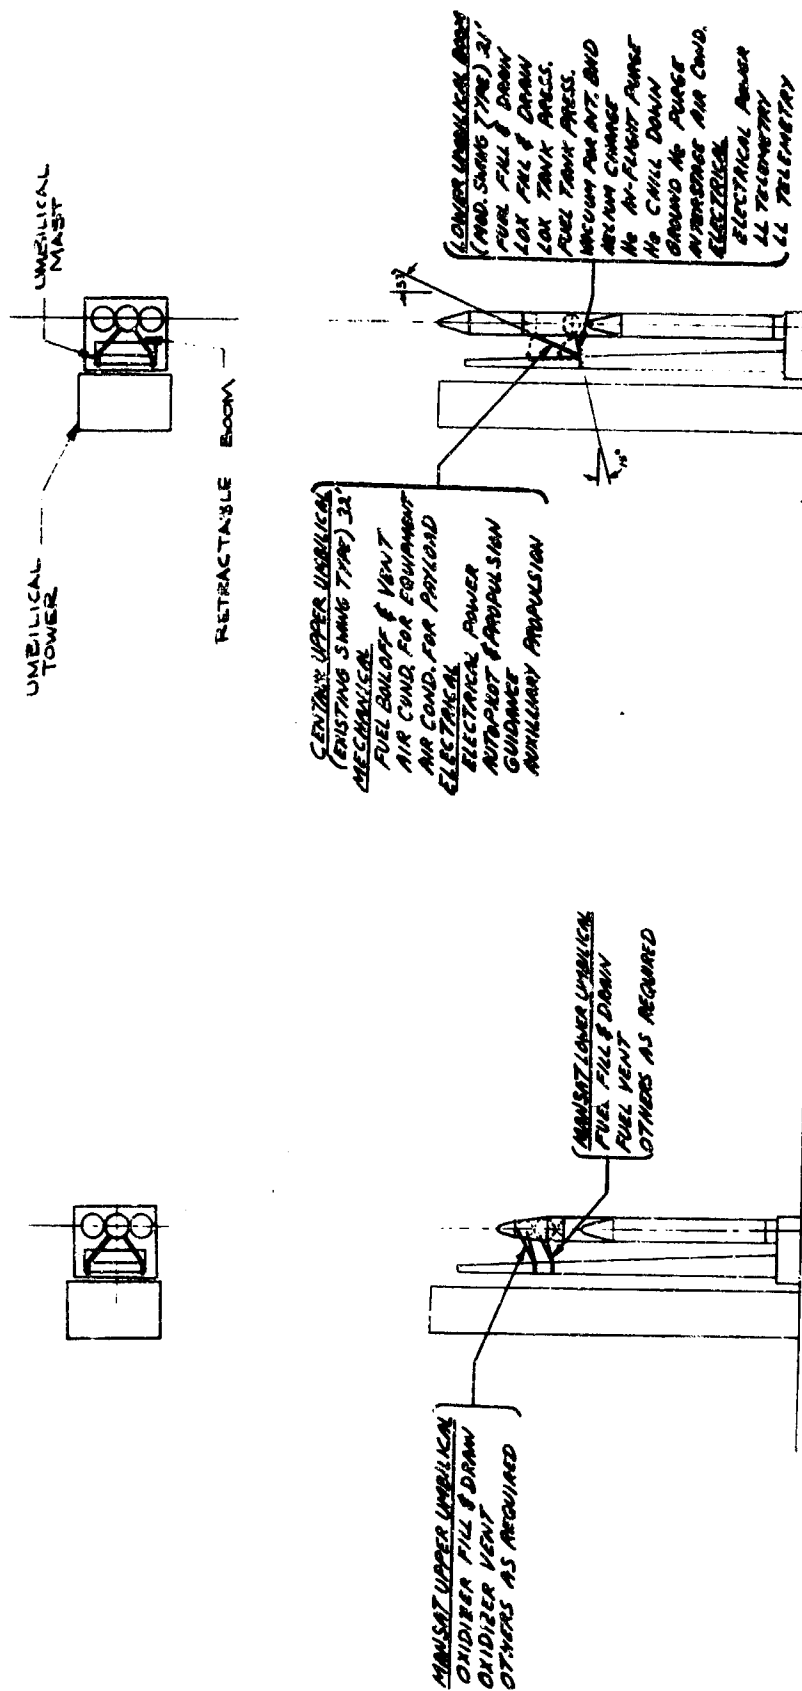 UMBILICAL
TOWER
UMBILICAL
MAST
RETRACTABLE BOOM
MANSAT UPPER UMBILICAL
OXIDIZER FILL & DRAIN
OXIDIZER VENT
OTHERS AS REQUIRED
MANSAT LOWER UMBILICAL
FUEL FILL & DRAIN
FUEL VENT
OTHERS AS REQUIRED
CENTAUR UPPER UMBILICAL
(EXISTING SWING TYPE) 32'
MECHANICAL
FUEL BOILOFF & VENT
AIR COND. FOR EQUIPMENT
AIR COND. FOR PAYLOAD
ELECTRICAL
ELECTRICAL POWER
AUTOPILOT & PROPULSION
GUIDANCE
AUXILLIARY PROPULSION
15°
LOWER UMBILICAL BOOM
(MOD. SWING TYPE) 21'
FUEL FILL & DRAIN
LOX FILL & DRAIN
LOX TANK PRESS.
FUEL TANK PRESS.
VACUUM FOR INT. BHD
HELIUM CHARGE
He IN-FLIGHT PURGE
He CHILL DOWN
GROUND He PURGE
INTERSTAGE AIR COND.
ELECTRICAL
ELECTRICAL POWER
LL TELEMETRY
LL TELEMETRY